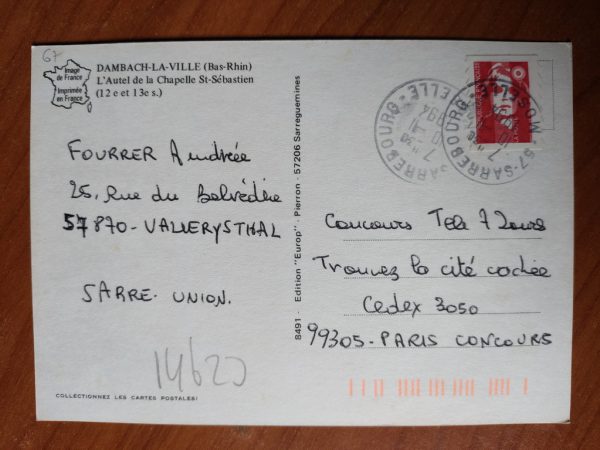 67
Image
de France
Imprimée
en France
DAMBACH-LA-VILLE (Bas-Rhin)
L'Autel de la Chapelle St-Sébastien
(12 e et 13e s.)
FOURRER Andrée
25, Rue du Belvédère
57870 - VALLERYSTHAL
SARRE-UNION.
14620
COLLECTIONNEZ LES CARTES POSTALES!
8491 - Edition "Europ" - Pierron - 57206 Sarreguemines
57-SARREBOURG-MOSELLE
Concours Télé 7 Jours
Trouvez la cité cachée
Cedex 3050
99305-PARIS CONCOURS